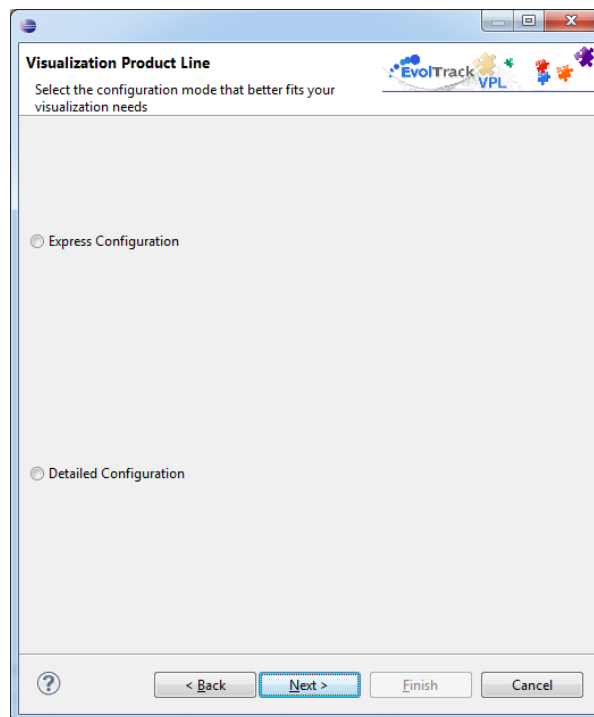 Visualization Product Line
Select the configuration mode that better fits your
visualization needs
EvolTrack
VPL
Express Configuration
Detailed Configuration
?
< Back
Next >
Finish
Cancel